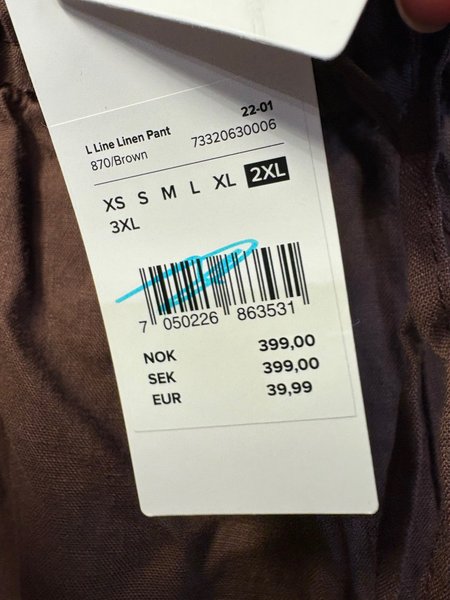 22-01
L Line Linen Pant
870/Brown 73320630006
XS S M L XL 2XL
3XL
7 050226 863531
NOK 399,00
SEK 399,00
EUR 39,99